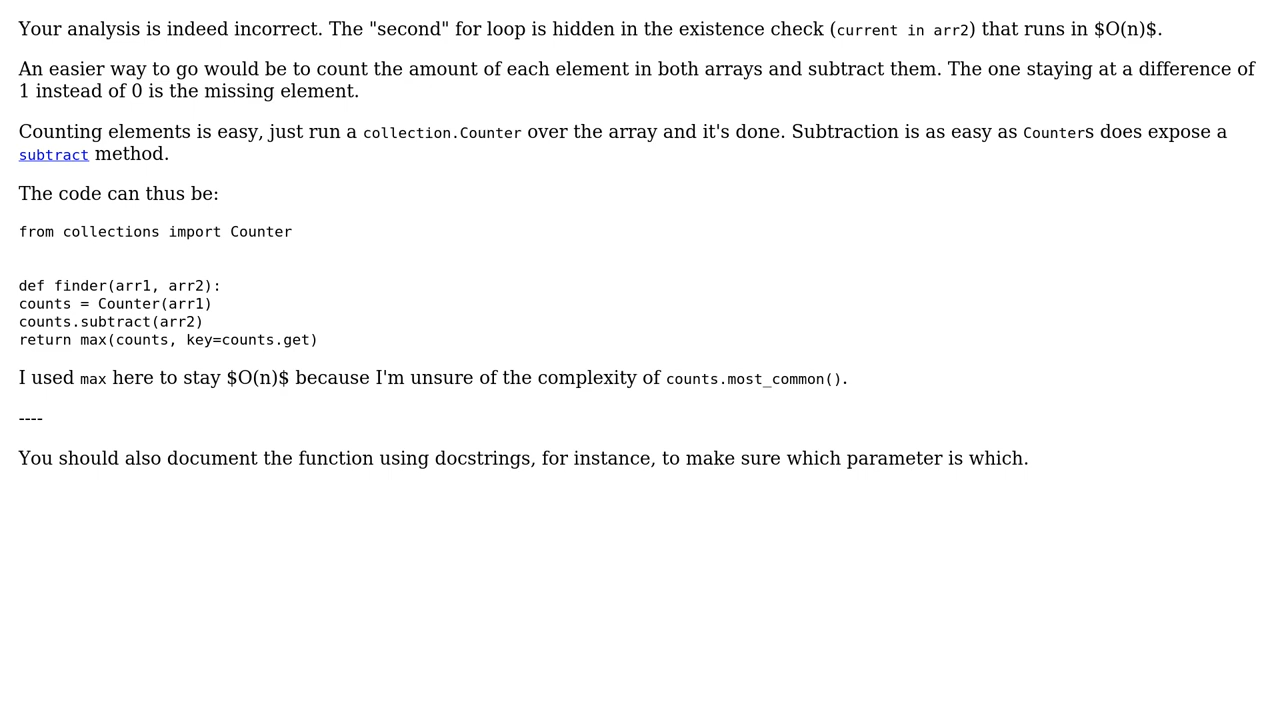 Your analysis is indeed incorrect. The "second" for loop is hidden in the existence check (current in arr2) that runs in $O(n)$.
An easier way to go would be to count the amount of each element in both arrays and subtract them. The one staying at a difference of
1 instead of 0 is the missing element.
Counting elements is easy, just run a collection.Counter over the array and it's done. Subtraction is as easy as Counters does expose a
subtract method.
The code can thus be:
from collections import Counter
def finder(arr1, arr2):
counts = Counter(arr1)
counts.subtract(arr2)
return max(counts, key=counts.get)
I used max here to stay $O(n)$ because I'm unsure of the complexity of counts.most_common().
----
You should also document the function using docstrings, for instance, to make sure which parameter is which.